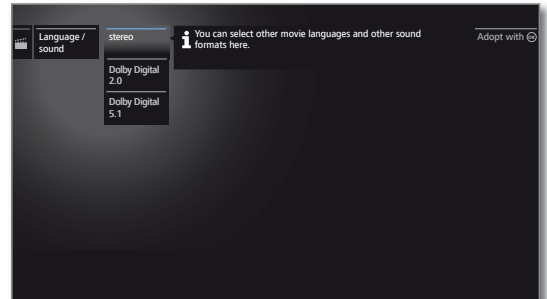 Language /
sound
stereo
Dolby Digital
2.0
Dolby Digital
5.1
i You can select other movie languages and other sound
formats here.
Adopt with OK